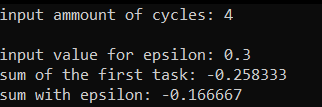 input ammount of cycles: 4
input value for epsilon: 0.3
sum of the first task: -0.258333
sum with epsilon: -0.166667